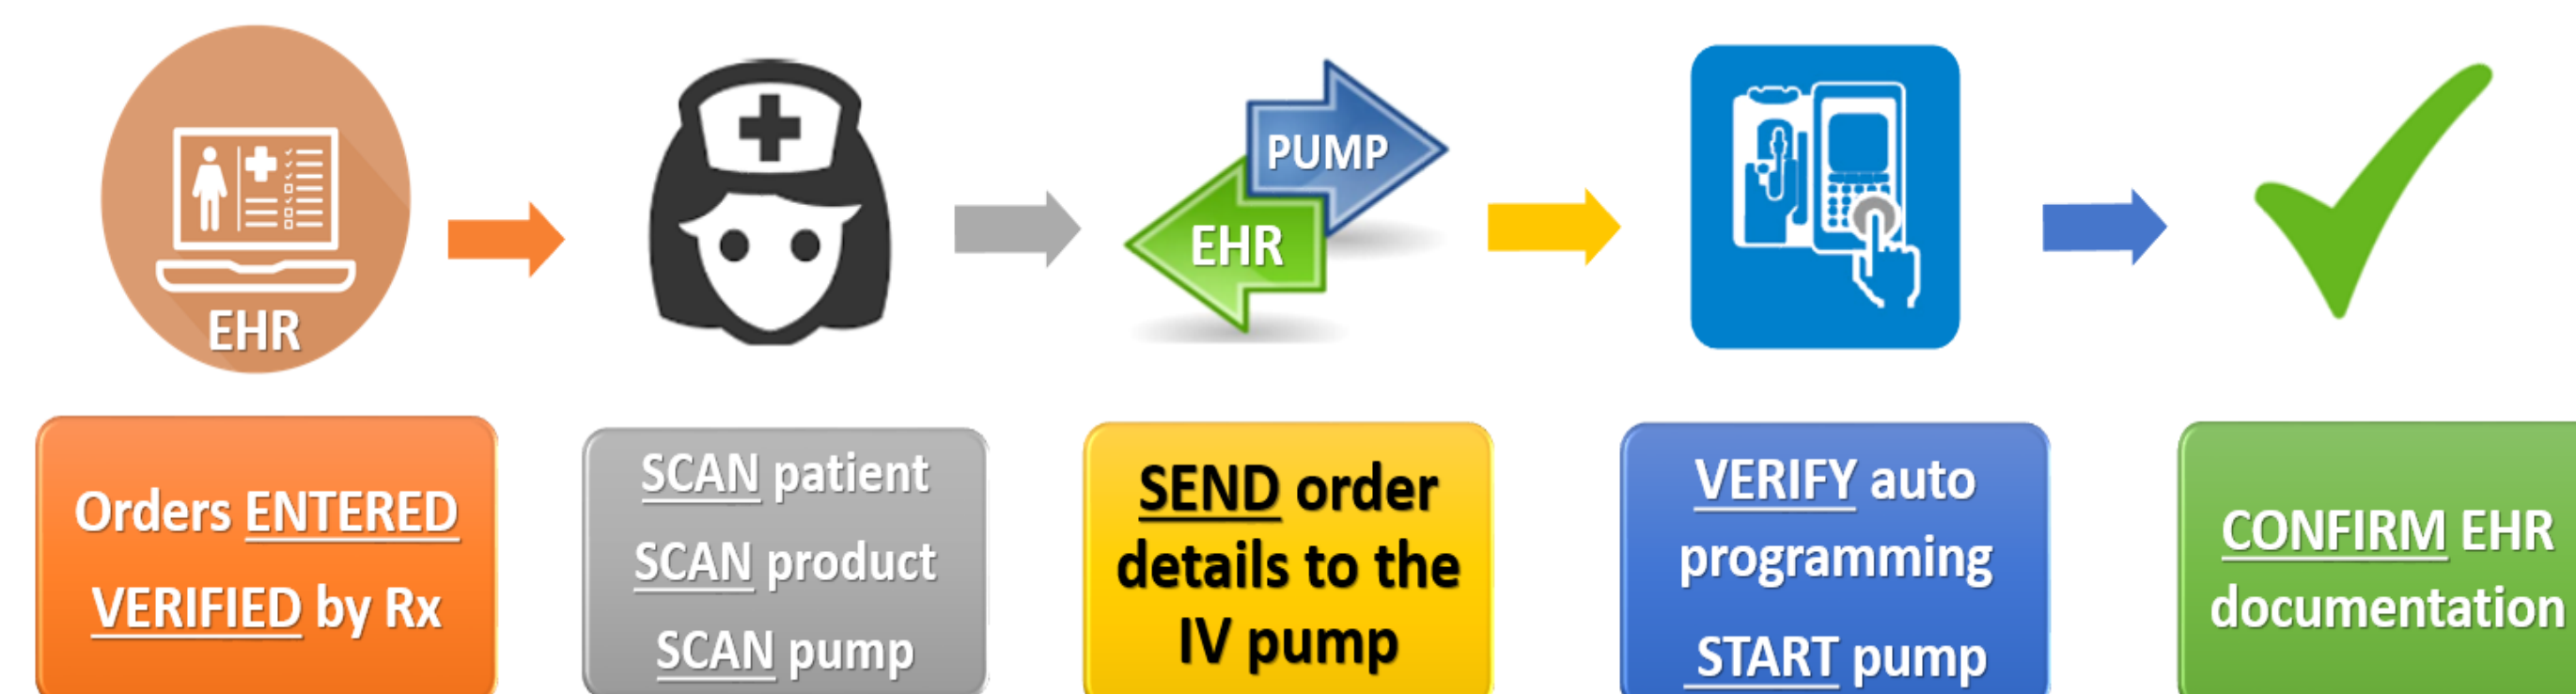 EHR
PUMP
EHR
Orders ENTERED
VERIFIED by Rx
SCAN patient
SCAN product
SCAN pump
SEND order
details to the
IV pump
VERIFY auto
programming
START pump
CONFIRM EHR
documentation